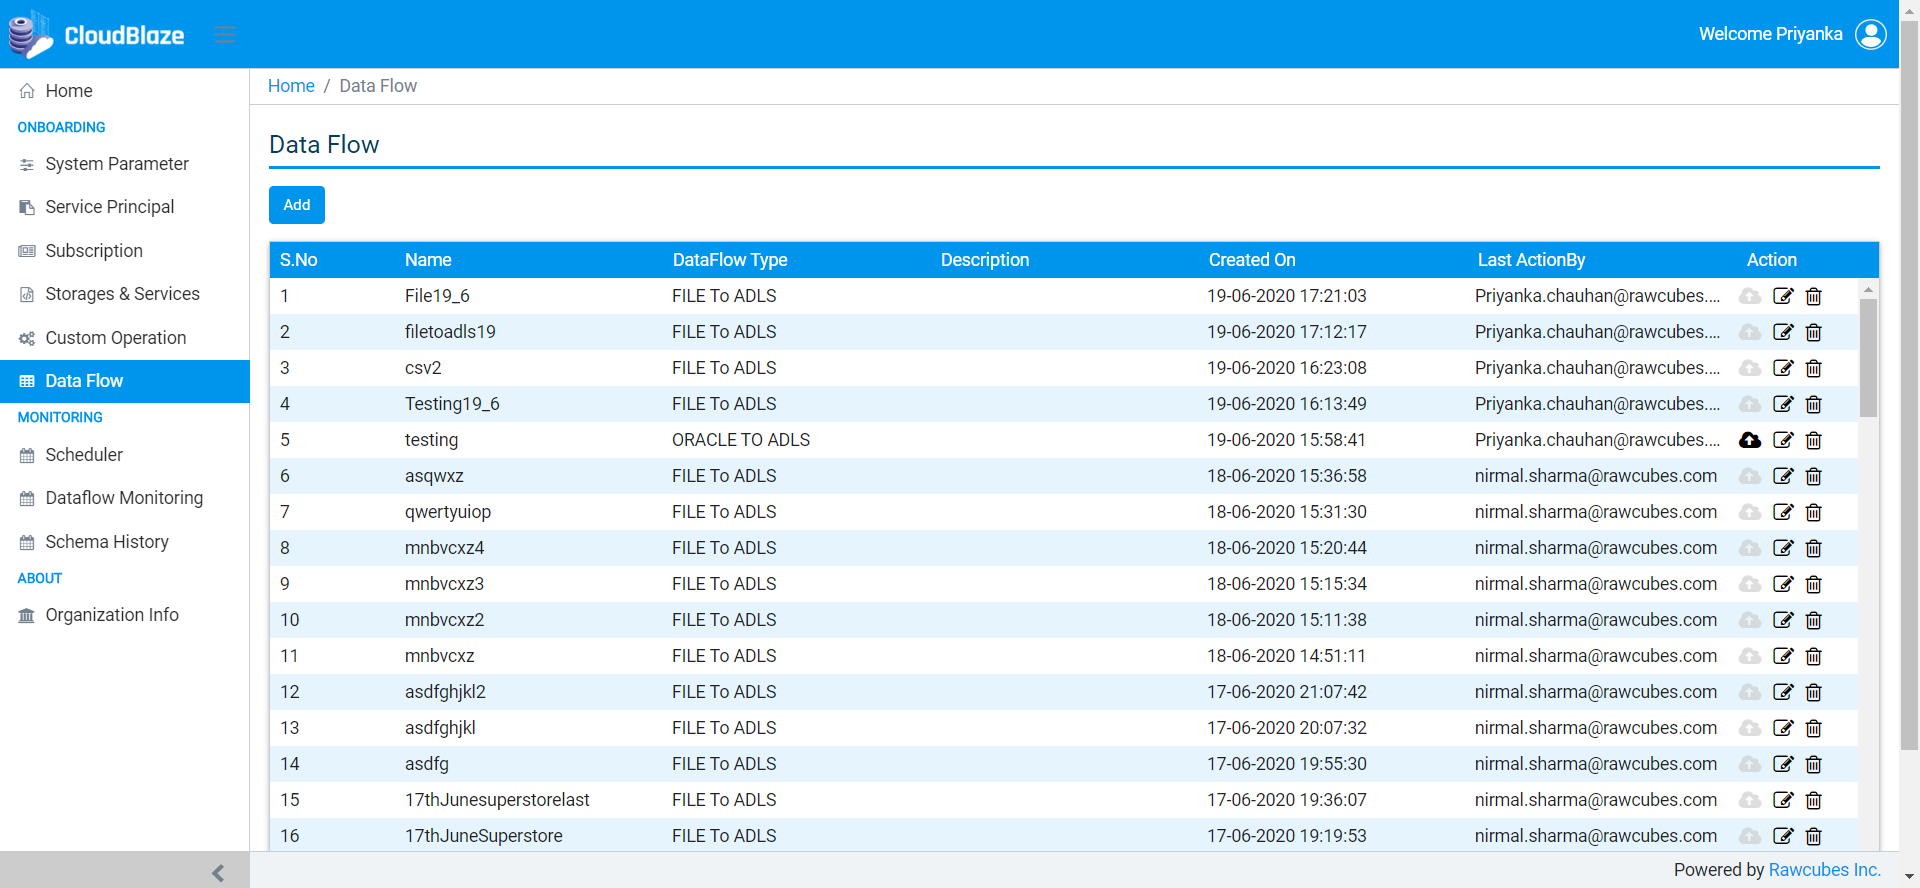 CloudBlaze
Welcome Priyanka
Home
ONBOARDING
System Parameter
Service Principal
Subscription
Storages & Services
Custom Operation
Data Flow
MONITORING
Scheduler
Dataflow Monitoring
Schema History
ABOUT
Organization Info
Home / Data Flow
Data Flow
Add
S.No Name DataFlow Type Description Created On Last ActionBy Action
1 File19_6 FILE To ADLS 19-06-2020 17:21:03 Priyanka.chauhan@rawcubes....
2 filetoadls19 FILE To ADLS 19-06-2020 17:12:17 Priyanka.chauhan@rawcubes....
3 csv2 FILE To ADLS 19-06-2020 16:23:08 Priyanka.chauhan@rawcubes....
4 Testing19_6 FILE To ADLS 19-06-2020 16:13:49 Priyanka.chauhan@rawcubes....
5 testing ORACLE TO ADLS 19-06-2020 15:58:41 Priyanka.chauhan@rawcubes....
6 asqwxz FILE To ADLS 18-06-2020 15:36:58 nirmal.sharma@rawcubes.com
7 qwertyuiop FILE To ADLS 18-06-2020 15:31:30 nirmal.sharma@rawcubes.com
8 mnbvcxz4 FILE To ADLS 18-06-2020 15:20:44 nirmal.sharma@rawcubes.com
9 mnbvcxz3 FILE To ADLS 18-06-2020 15:15:34 nirmal.sharma@rawcubes.com
10 mnbvcxz2 FILE To ADLS 18-06-2020 15:11:38 nirmal.sharma@rawcubes.com
11 mnbvcxz FILE To ADLS 18-06-2020 14:51:11 nirmal.sharma@rawcubes.com
12 asdfghjkl2 FILE To ADLS 17-06-2020 21:07:42 nirmal.sharma@rawcubes.com
13 asdfghjkl FILE To ADLS 17-06-2020 20:07:32 nirmal.sharma@rawcubes.com
14 asdfg FILE To ADLS 17-06-2020 19:55:30 nirmal.sharma@rawcubes.com
15 17thJunesuperstorelast FILE To ADLS 17-06-2020 19:36:07 nirmal.sharma@rawcubes.com
16 17thJuneSuperstore FILE To ADLS 17-06-2020 19:19:53 nirmal.sharma@rawcubes.com
Powered by Rawcubes Inc.